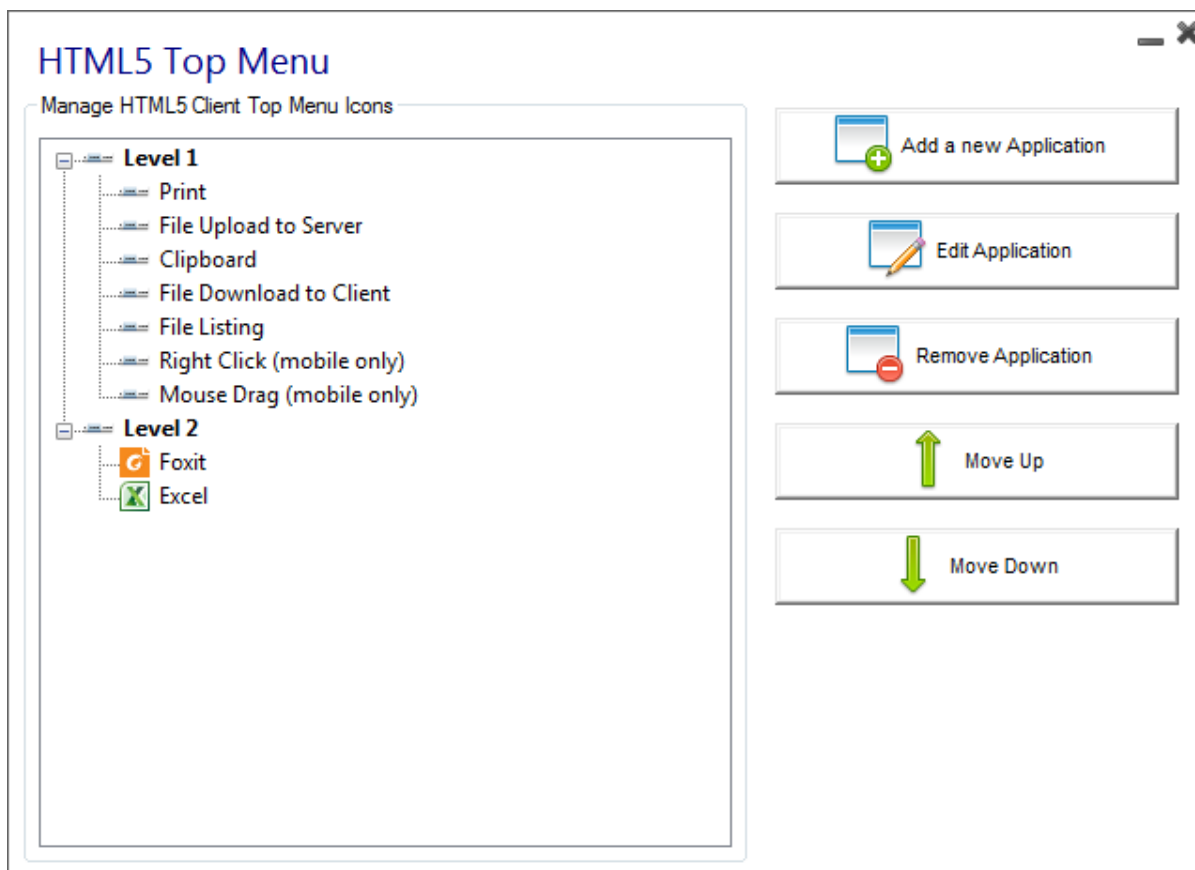 HTML5 Top Menu
Manage HTML5 Client Top Menu Icons
Level 1
Print
File Upload to Server
Clipboard
File Download to Client
File Listing
Right Click (mobile only)
Mouse Drag (mobile only)
Level 2
Foxit
Excel
Add a new Application
Edit Application
Remove Application
Move Up
Move Down